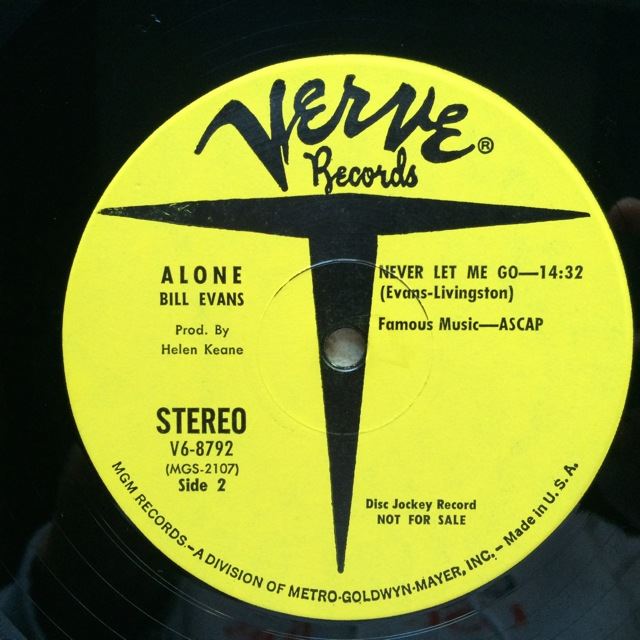 Verve®
Records
ALONE
BILL EVANS
Prod. By
Helen Keane
NEVER LET ME GO—14:32
(Evans-Livingston)
Famous Music—ASCAP
STEREO
V6-8792
(MGS-2107)
Side 2
Disc Jockey Record
NOT FOR SALE
MGM RECORDS.–A DIVISION OF METRO-GOLDWYN-MAYER, INC. – Made in U.S.A.